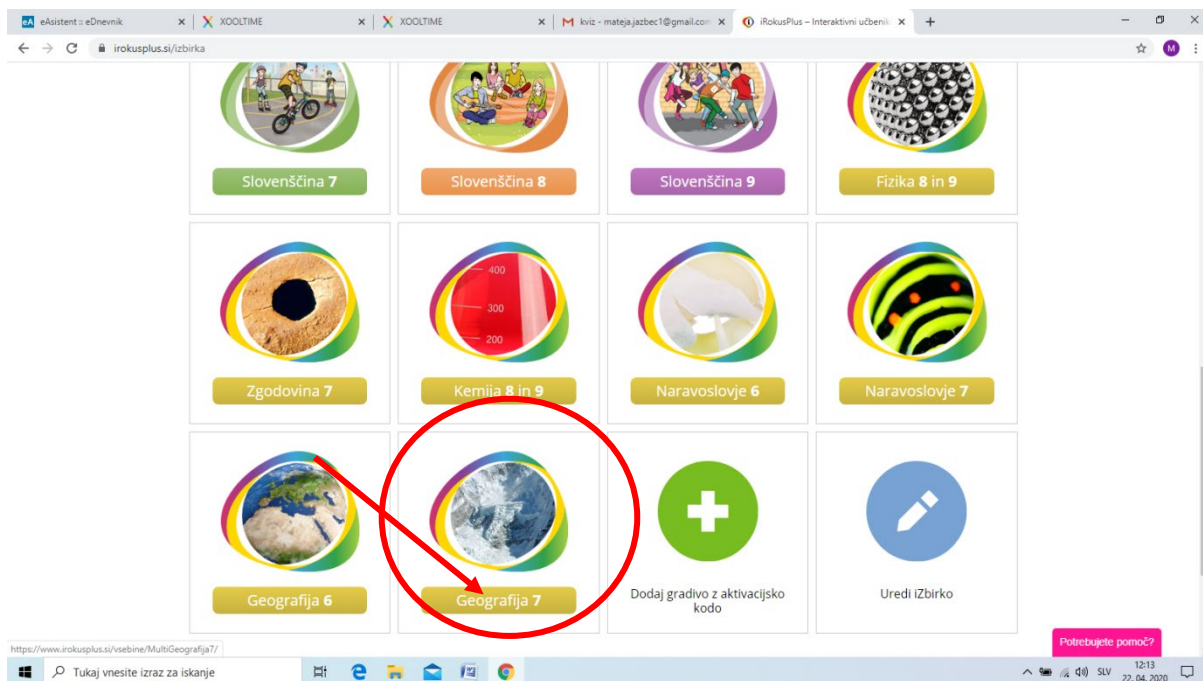 eA eAsistent :: eDnevnik
XOOLTIME
XOOLTIME
kviz - mateja.jazbec1@gmail.com
iRokusPlus – Interaktivni učbenik
irokusplus.si/izbirka
M
Slovenščina 7
Slovenščina 8
Slovenščina 9
Fizika 8 in 9
400
300
200
Zgodovina 7
Kemija 8 in 9
Naravoslovje 6
Naravoslovje 7
Geografija 6
Geografija 7
Dodaj gradivo z aktivacijsko
kodo
Uredi iZbirko
Potrebujete pomoč?
https://www.irokusplus.si/vsebine/MultiGeografija7/
Tukaj vnesite izraz za iskanje
SLV
12:13
22. 04. 2020